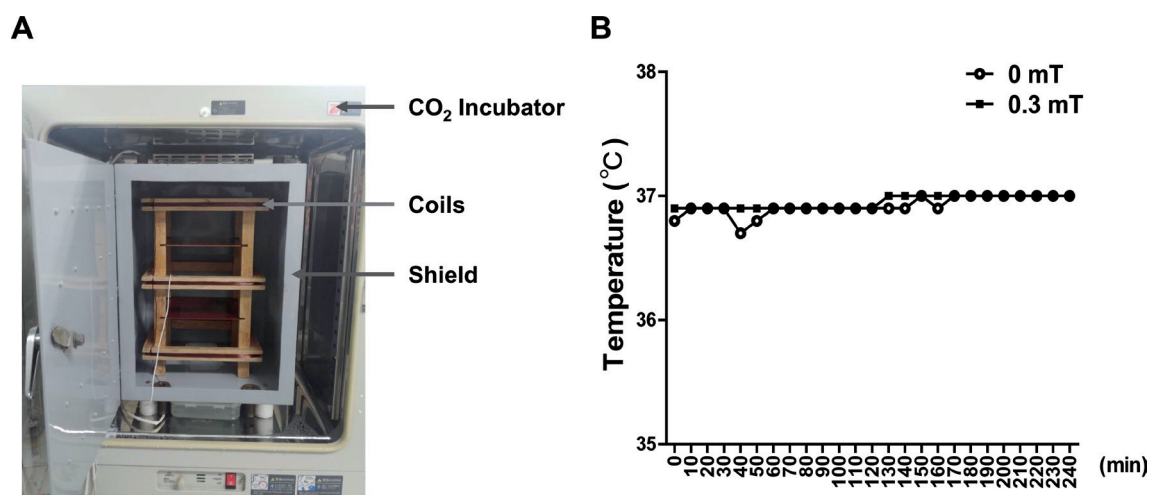 A
CO₂ Incubator
Coils
Shield
B
0 mT
0.3 mT
Temperature (℃)
38
37
36
35
0 10 20 30 40 50 60 70 80 90 100 110 120 130 140 150 160 170 180 190 200 210 220 230 240 (min)